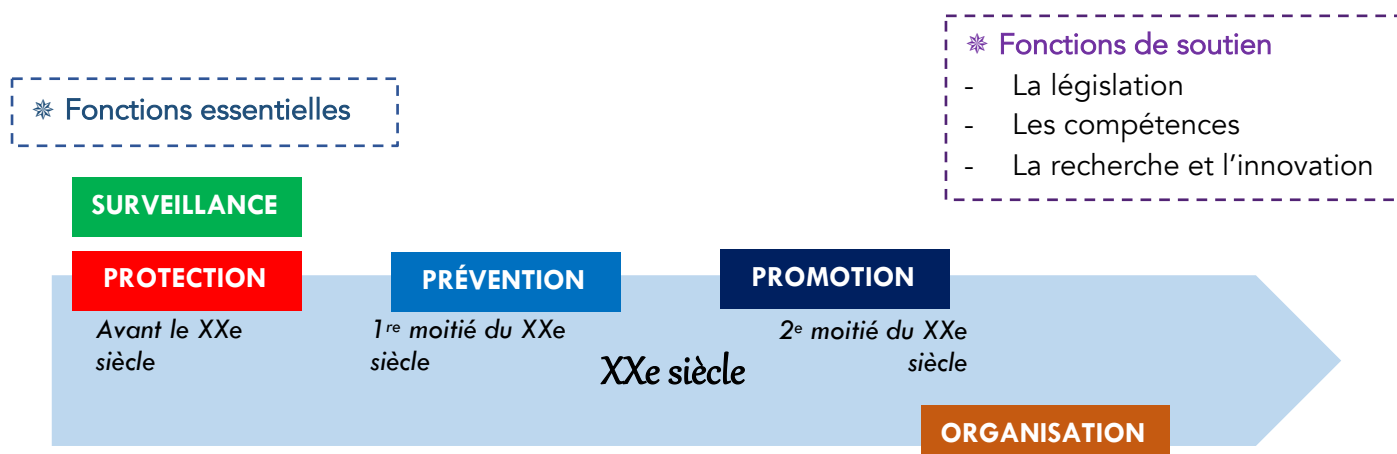 ❋ Fonctions essentielles
❋ Fonctions de soutien
- La législation
- Les compétences
- La recherche et l'innovation
SURVEILLANCE
PROTECTION
Avant le XXe
siècle
PRÉVENTION
1re moitié du XXe
siècle
XXe siècle
PROMOTION
2e moitié du XXe
siècle
ORGANISATION